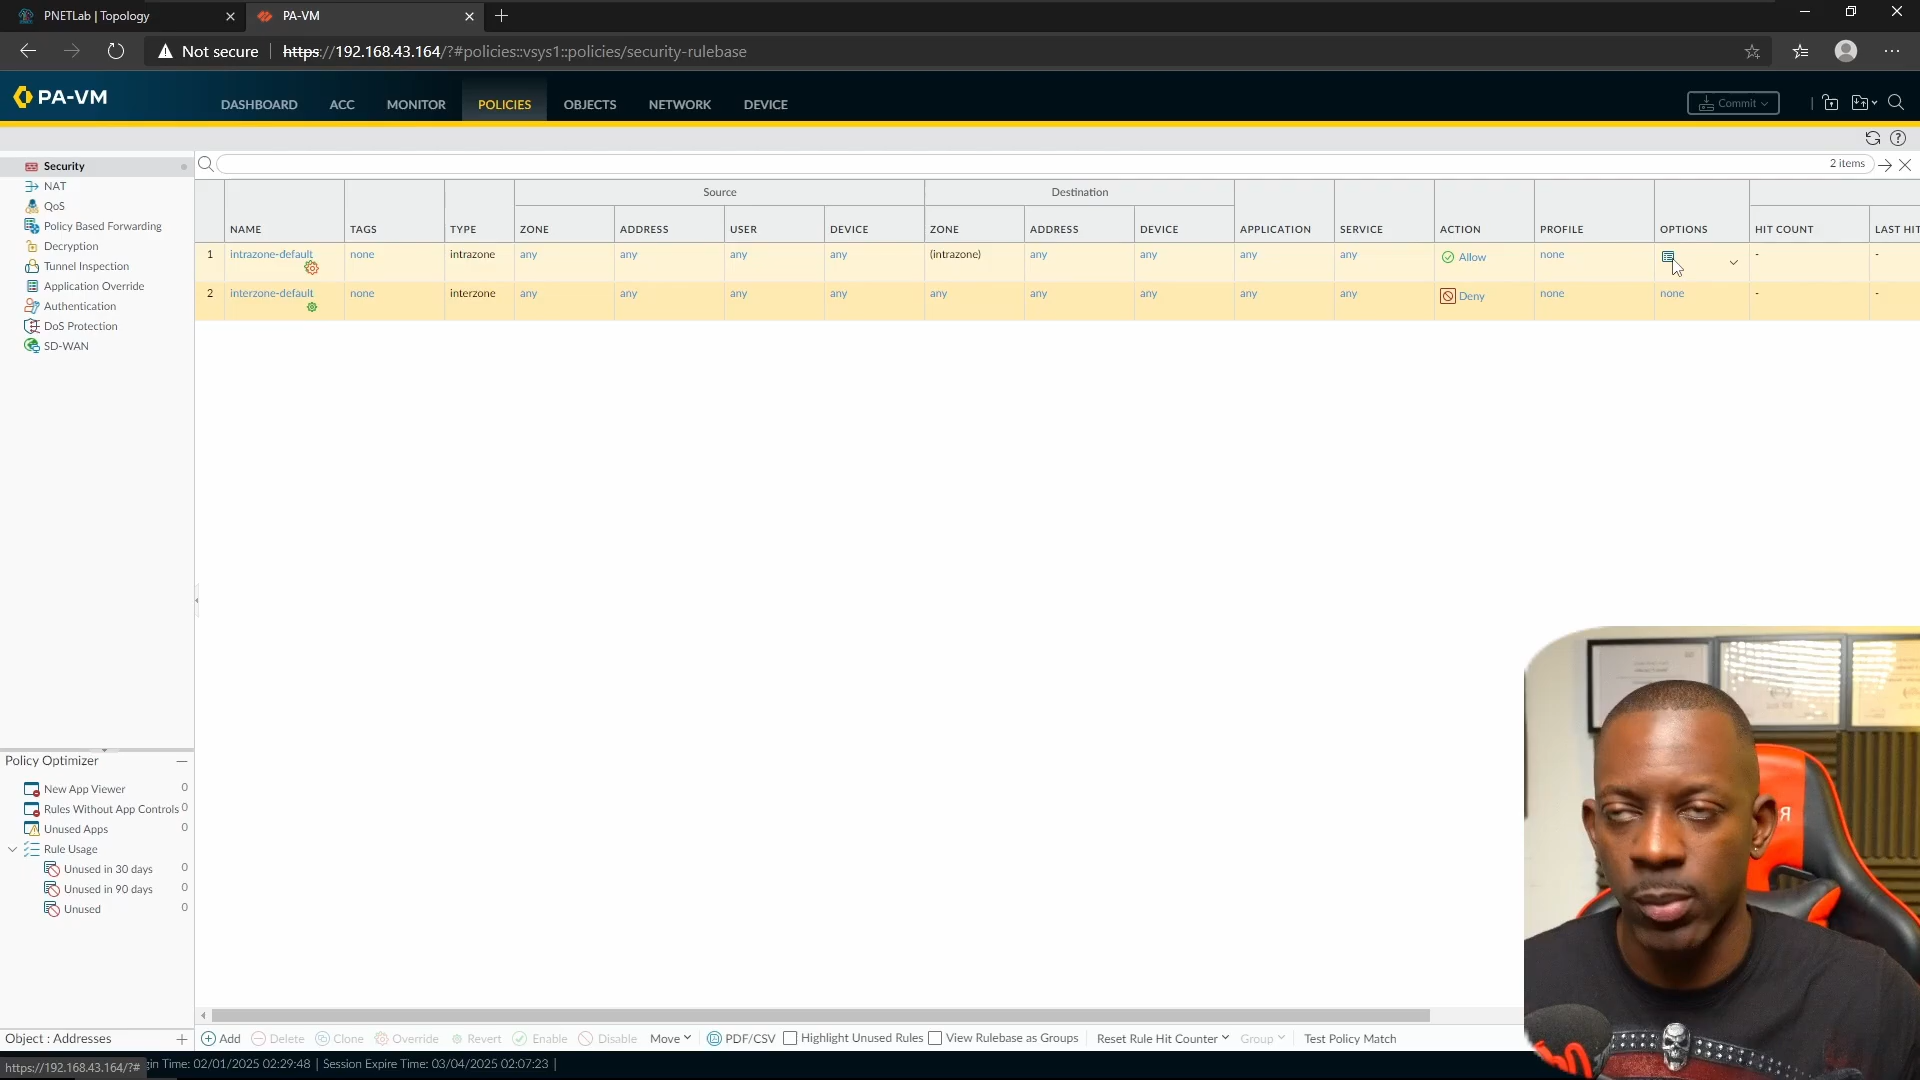 PNETLab | Topology
PA-VM
Not secure
https://192.168.43.164/?#policies::vsys1::policies/security-rulebase
PA-VM
DASHBOARD
ACC
MONITOR
POLICIES
OBJECTS
NETWORK
DEVICE
Commit
Security
NAT
QoS
Policy Based Forwarding
Decryption
Tunnel Inspection
Application Override
Authentication
DoS Protection
SD-WAN
2 items
Source
Destination
NAME
TAGS
TYPE
ZONE
ADDRESS
USER
DEVICE
ZONE
ADDRESS
DEVICE
APPLICATION
SERVICE
ACTION
PROFILE
OPTIONS
HIT COUNT
LAST HIT
1 intrazone-default none intrazone any any any any (intrazone) any any any any Allow none - -
2 interzone-default none interzone any any any any any any any any any Deny none none - -
Policy Optimizer
New App Viewer 0
Rules Without App Controls 0
Unused Apps 0
Rule Usage
Unused in 30 days 0
Unused in 90 days 0
Unused 0
Object : Addresses
Add
Delete
Clone
Override
Revert
Enable
Disable
Move
PDF/CSV
Highlight Unused Rules
View Rulebase as Groups
Reset Rule Hit Counter
Group
Test Policy Match
https://192.168.43.164/?#
gin Time: 02/01/2025 02:29:48 | Session Expire Time: 03/04/2025 02:07:23 |